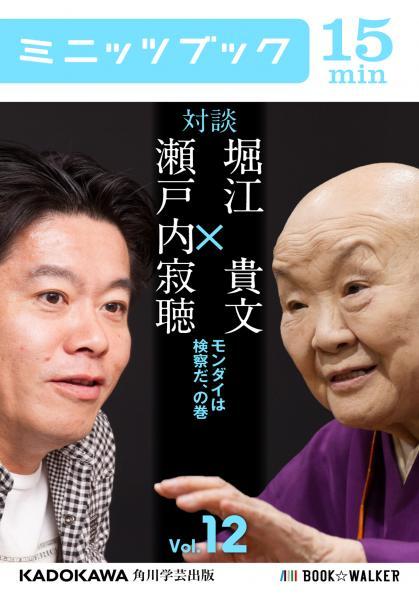 ミニッツブック
15
min
対談
堀江 貴文
×
瀬戸内寂聴
モンダイは
検察だ、の巻
Vol.12
KADOKAWA 角川学芸出版
BOOK☆WALKER